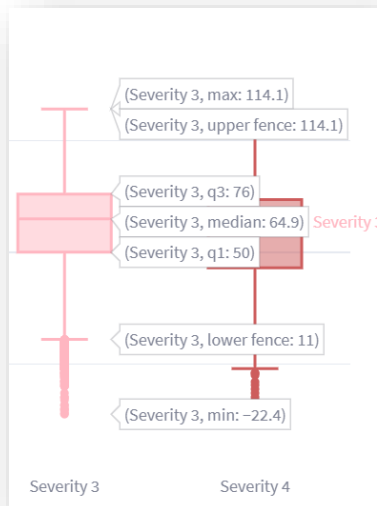 (Severity 3, max: 114.1)
(Severity 3, upper fence: 114.1)
(Severity 3, q3: 76)
(Severity 3, median: 64.9) Severity 3
(Severity 3, q1: 50)
(Severity 3, lower fence: 11)
(Severity 3, min: −22.4)
Severity 3 Severity 4